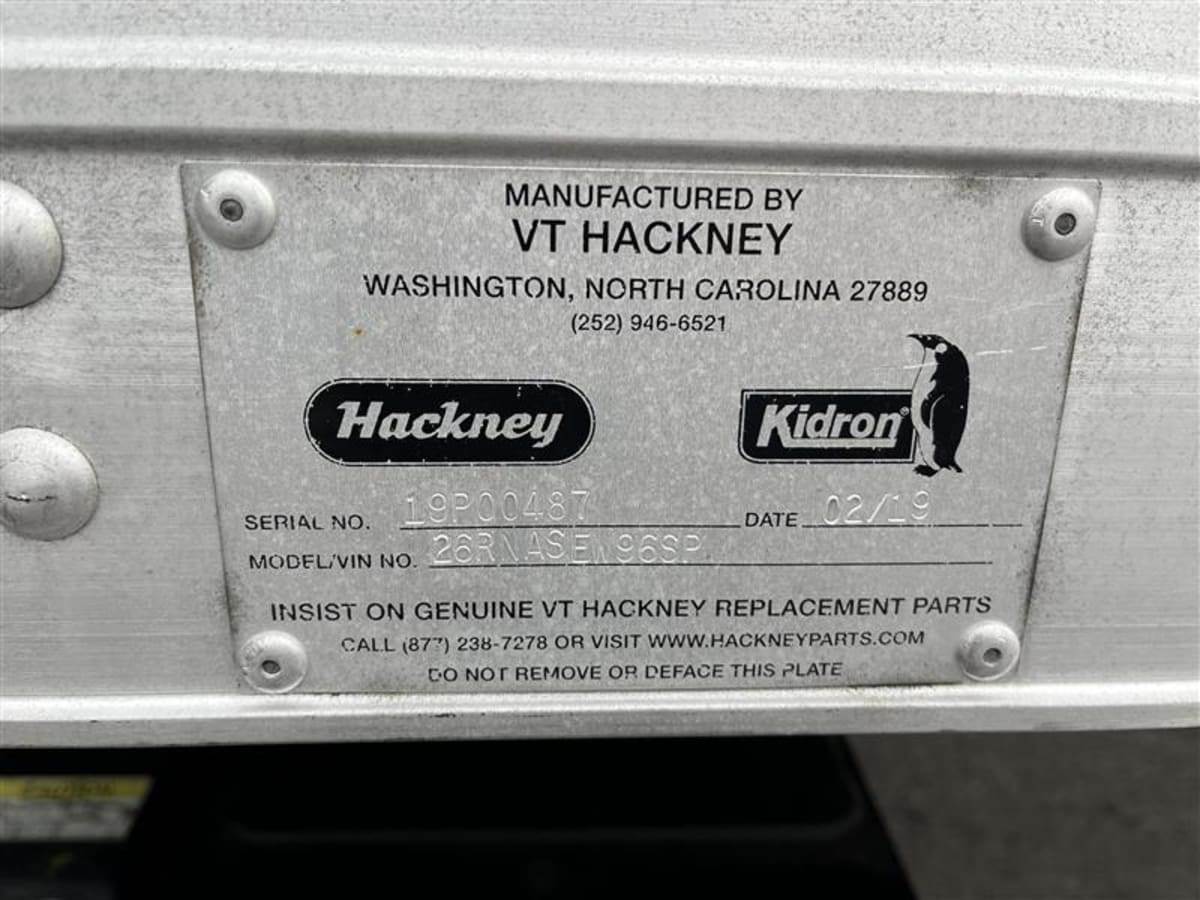 MANUFACTURED BY
VT HACKNEY
WASHINGTON, NORTH CAROLINA 27889
(252) 946-6521
Hackney
Kidron®
SERIAL NO. 19P00487 DATE 02/19
MODEL/VIN NO. 26RNASEW96SP
INSIST ON GENUINE VT HACKNEY REPLACEMENT PARTS
CALL (877) 238-7278 OR VISIT WWW.HACKNEYPARTS.COM
DO NOT REMOVE OR DEFACE THIS PLATE